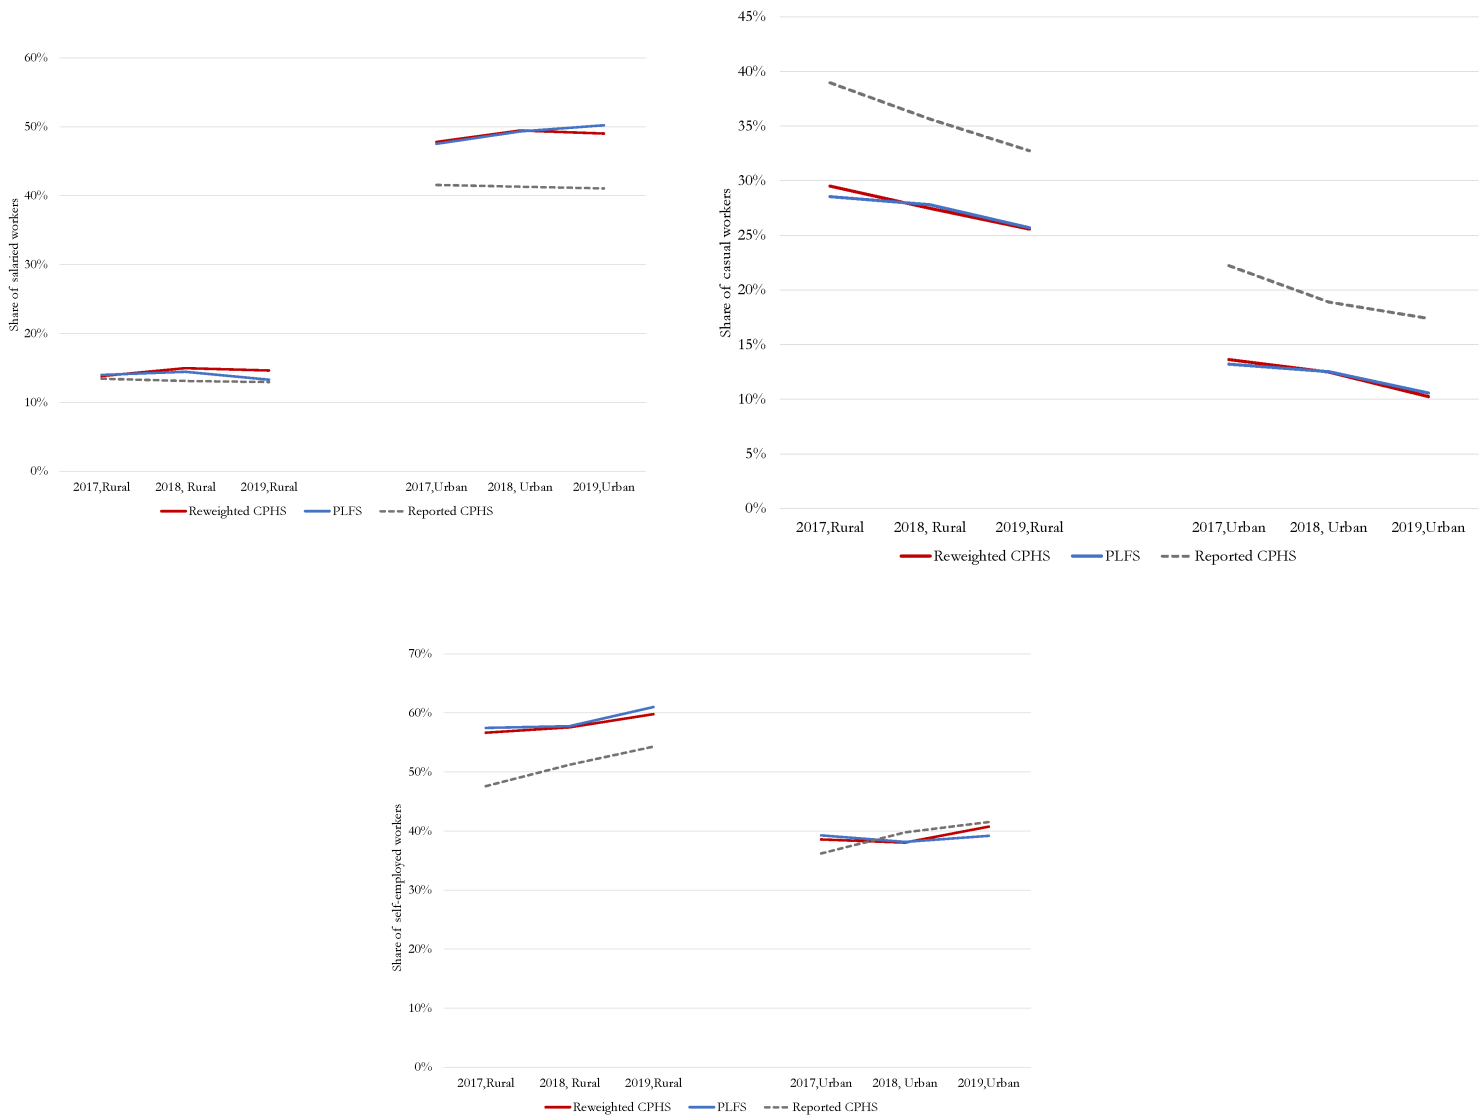 60%
50%
40%
30%
20%
10%
0%
Share of salaried workers
2017,Rural 2018, Rural 2019,Rural 2017,Urban 2018, Urban 2019,Urban
Reweighted CPHS PLFS Reported CPHS
45%
40%
35%
30%
25%
20%
15%
10%
5%
0%
Share of casual workers
2017,Rural 2018, Rural 2019,Rural 2017,Urban 2018, Urban 2019,Urban
Reweighted CPHS PLFS Reported CPHS
70%
60%
50%
40%
30%
20%
10%
0%
Share of self-employed workers
2017,Rural 2018, Rural 2019,Rural 2017,Urban 2018, Urban 2019,Urban
Reweighted CPHS PLFS Reported CPHS